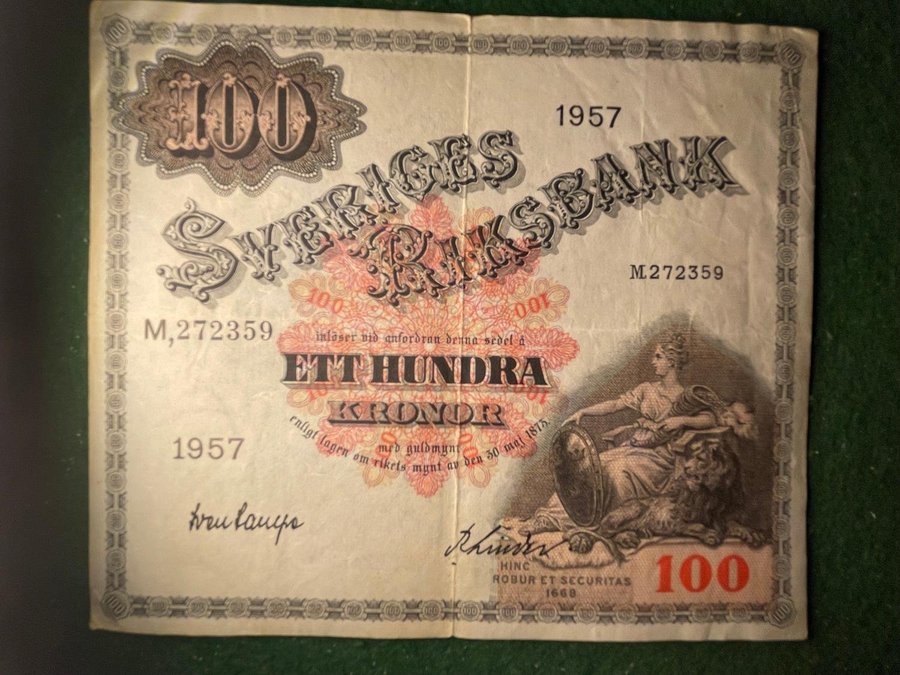 100
1957
SVERIGES
RIKSBANK
M.272359
100 100
M,272359
inlöser vid anfordran denna sedel à
ETT HUNDRA
KRONOR
enligt lagen om rikets mynt av den 30 maj 1873.
med guldmynt
1957
HINC
ROBUR ET SECURITAS
1668
100